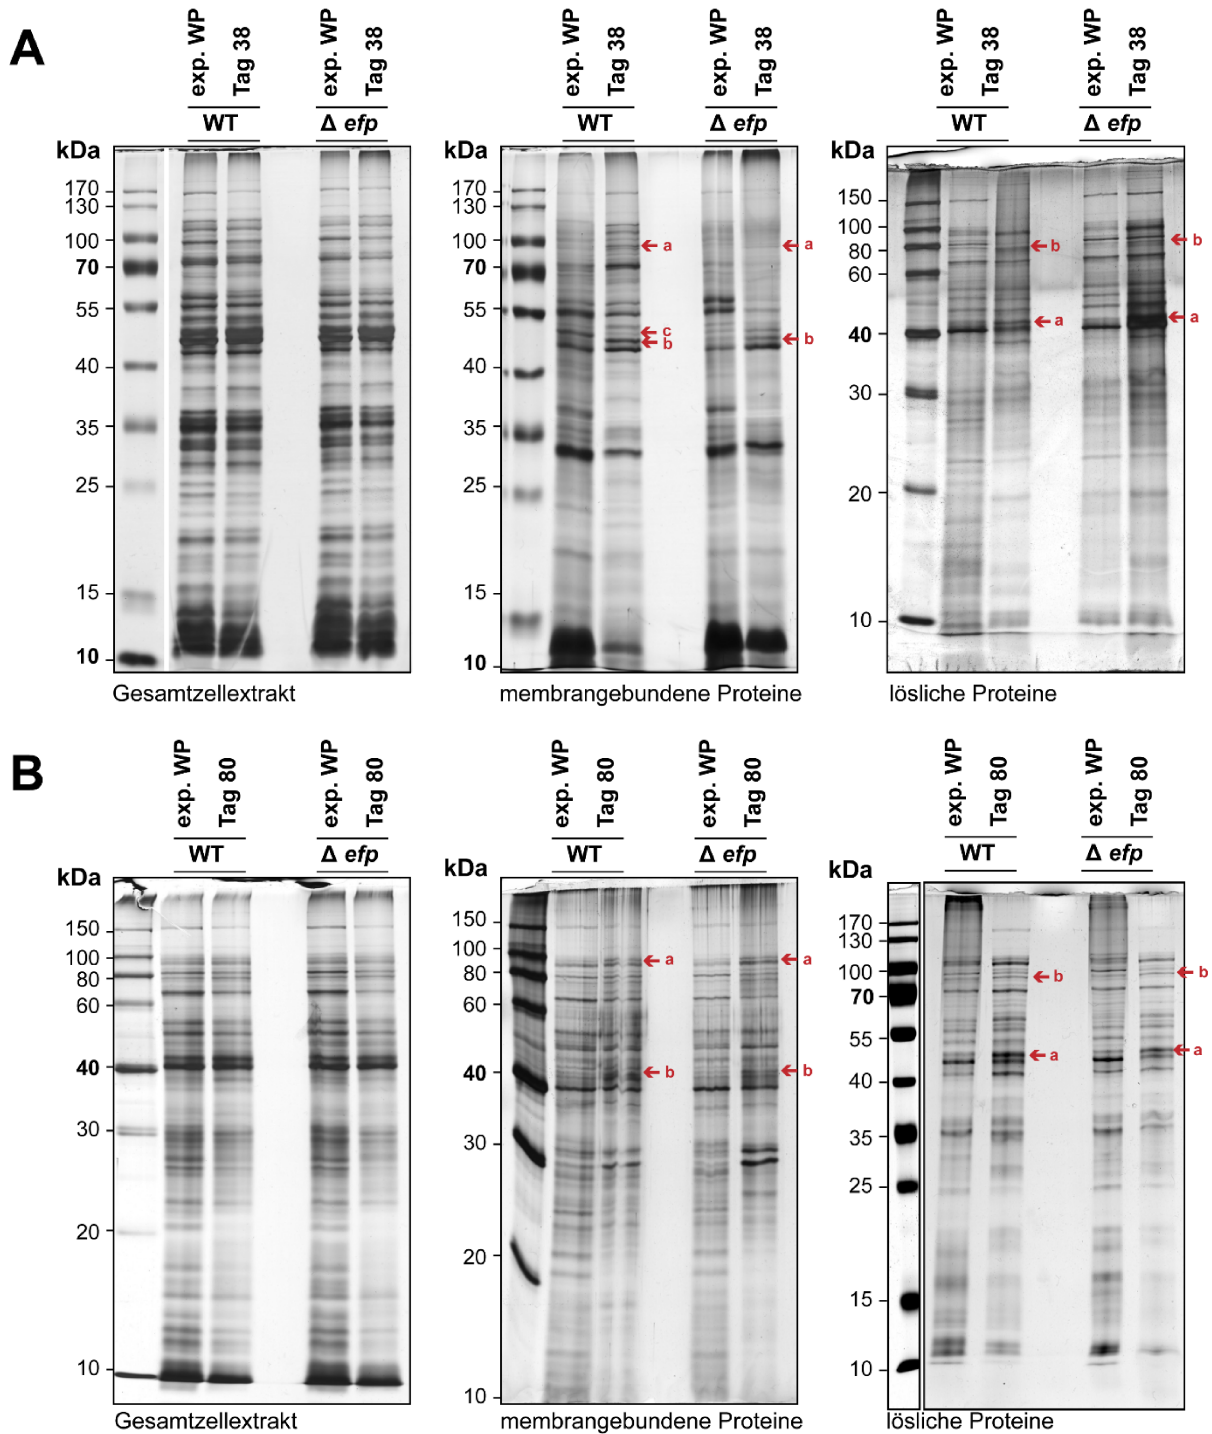 A
exp. WP Tag 38 exp. WP Tag 38
WT Δ efp
kDa
170
130
100
70
55
40
35
25
15
10
Gesamtzellextrakt
exp. WP Tag 38 exp. WP Tag 38
WT Δ efp
kDa
170
130
100
70
55
40
35
25
15
10
a a
c
b b
membrangebundene Proteine
exp. WP Tag 38 exp. WP Tag 38
WT Δ efp
kDa
150
100
80
60
40
30
20
10
b b
a a
lösliche Proteine
B
exp. WP Tag 80 exp. WP Tag 80
WT Δ efp
kDa
150
100
80
60
40
30
20
10
Gesamtzellextrakt
exp. WP Tag 80 exp. WP Tag 80
WT Δ efp
kDa
150
100
80
60
40
30
20
10
a a
b b
membrangebundene Proteine
exp. WP Tag 80 exp. WP Tag 80
WT Δ efp
kDa
170
130
100
70
55
40
35
25
15
10
b b
a a
lösliche Proteine